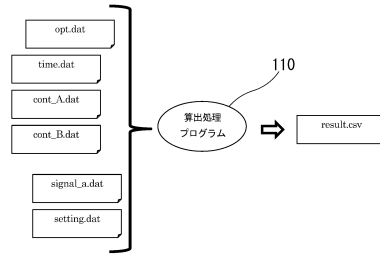 opt.dat
time.dat
cont_A.dat
cont_B.dat
signal_a.dat
setting.dat
110
算出処理
プログラム
result.csv